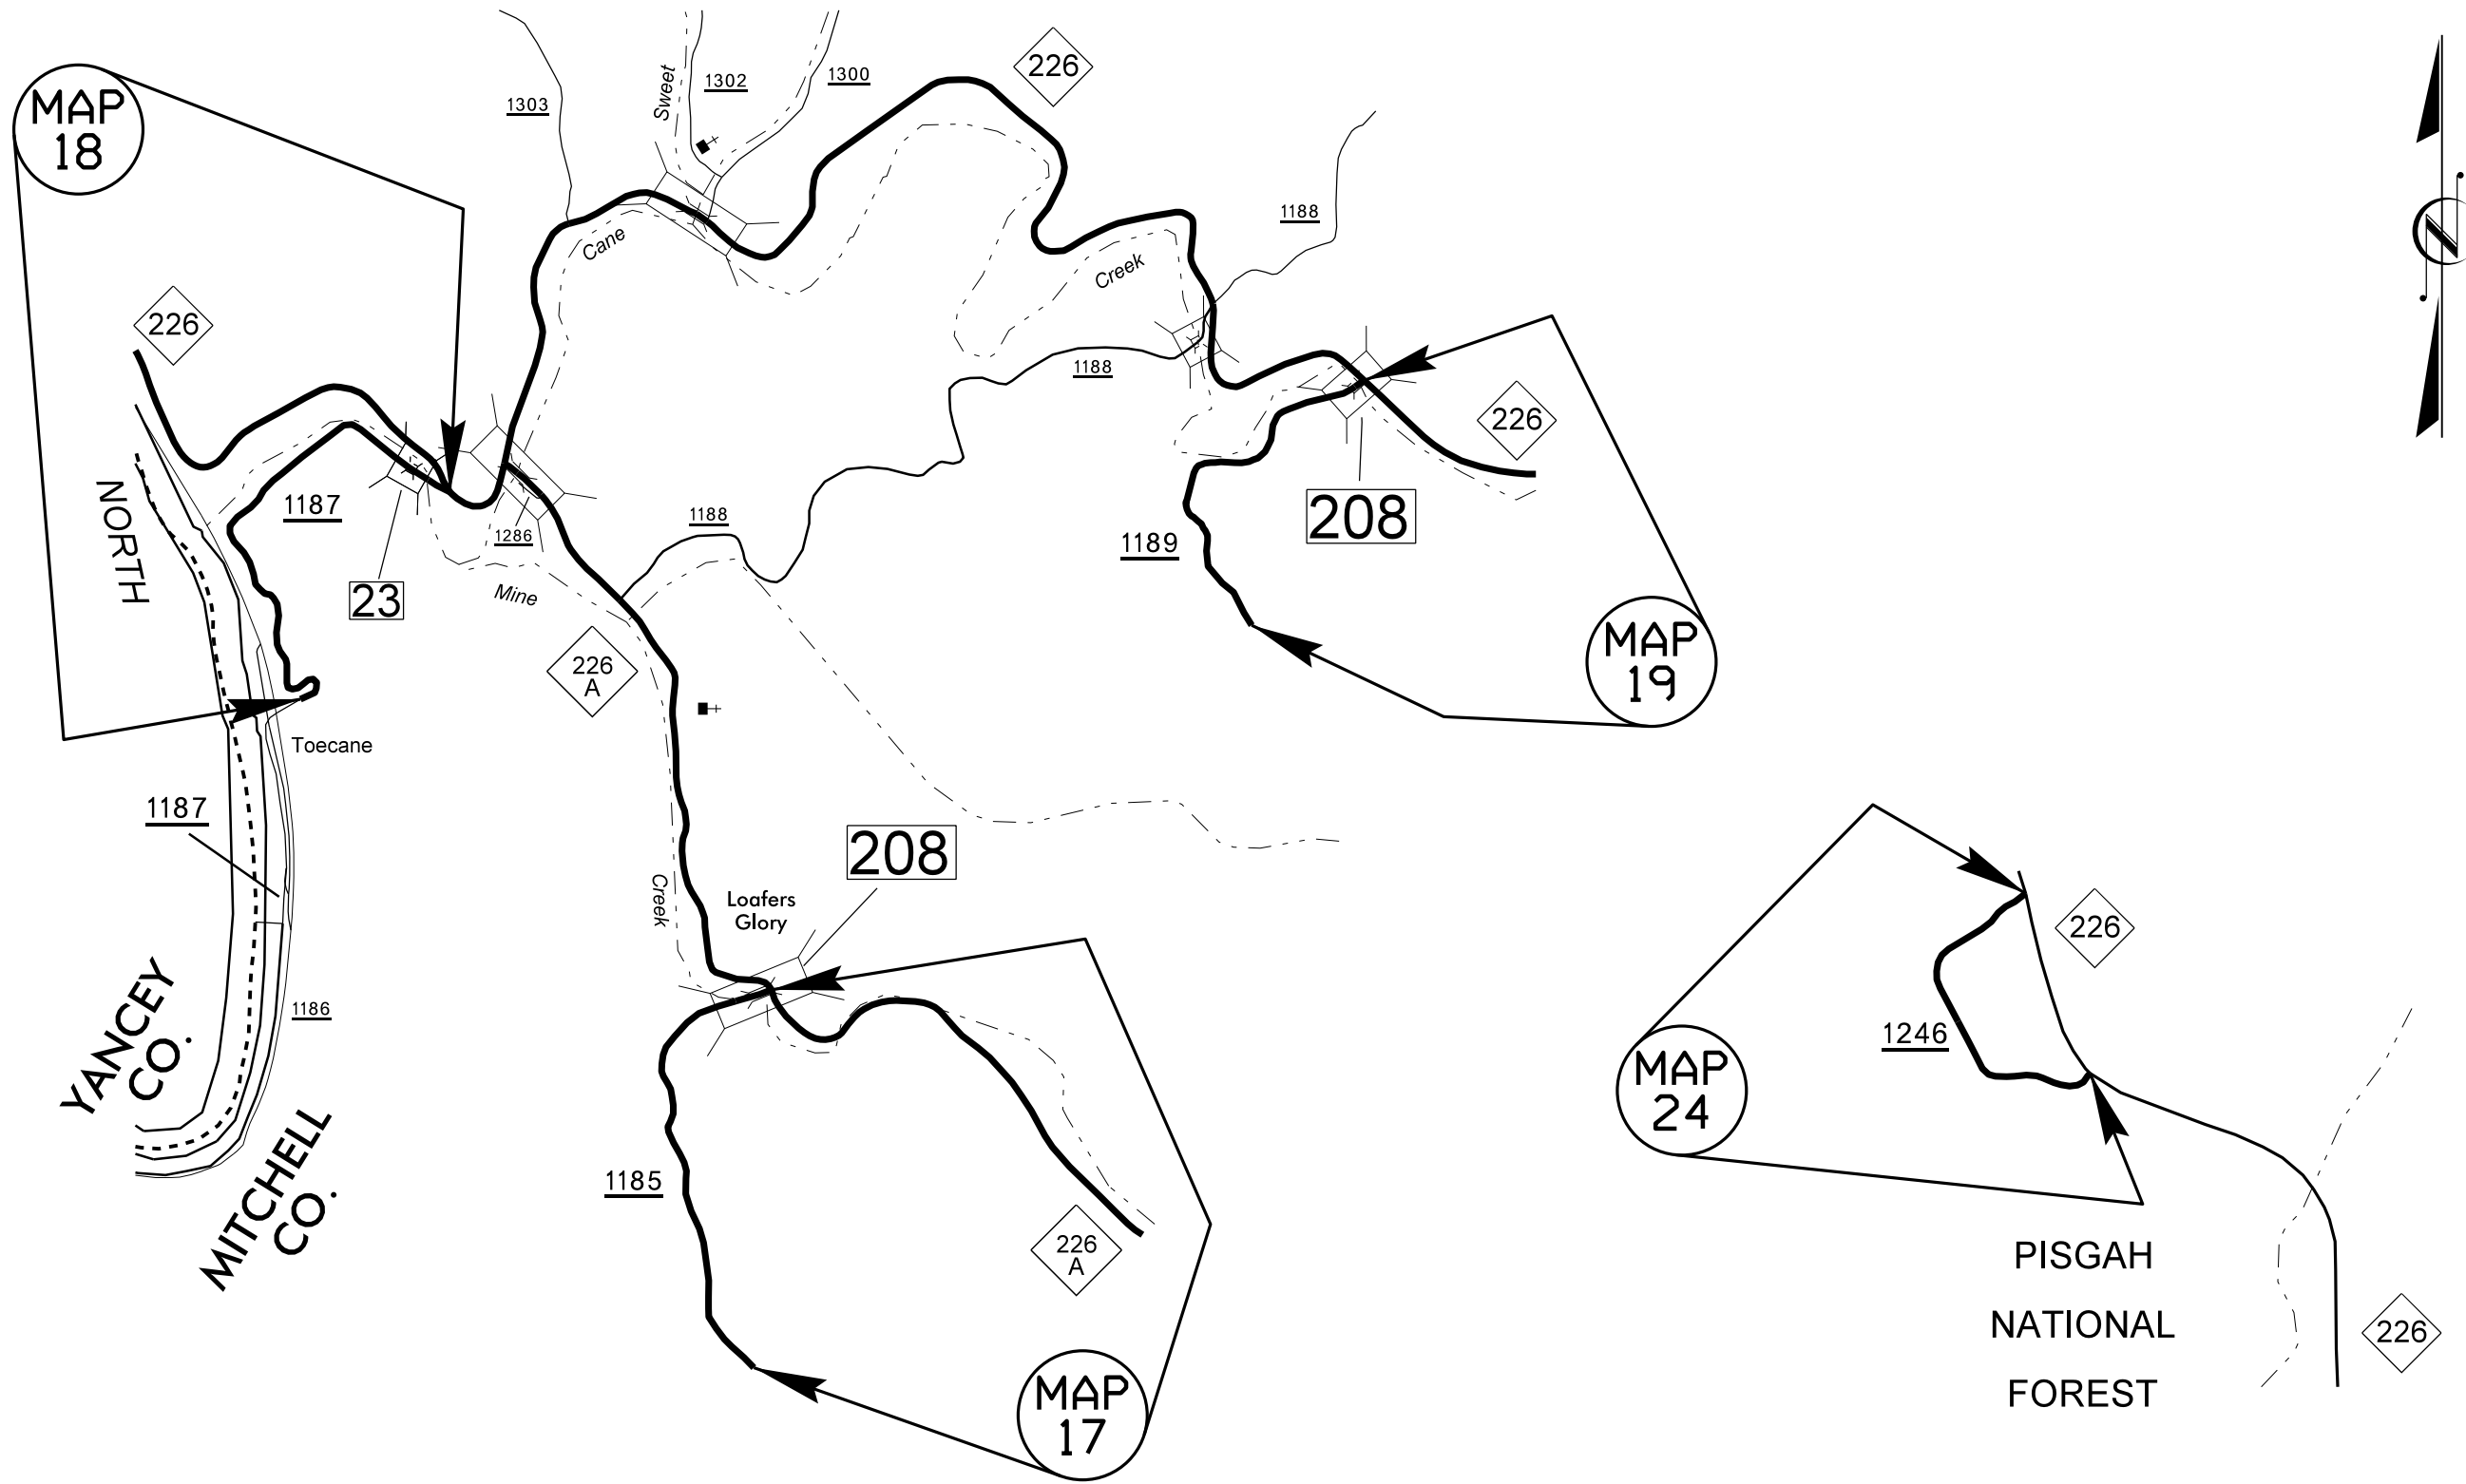 MAP
18
1303
Sweet
1302
1300
226
N
226
Cane
Creek
1188
1188
226
NORTH
1187
23
1286
Mine
1188
1189
208
MAP
19
226
A
Toecane
1187
Creek
Loafers
Glory
208
YANCEY
CO.
1186
MITCHELL
CO.
1185
226
A
MAP
17
226
1246
MAP
24
PISGAH
NATIONAL
FOREST
226